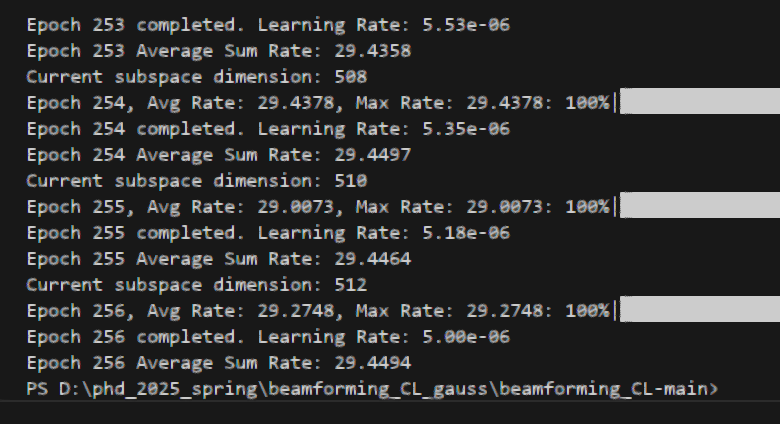 Epoch 253 completed. Learning Rate: 5.53e-06
Epoch 253 Average Sum Rate: 29.4358
Current subspace dimension: 508
Epoch 254, Avg Rate: 29.4378, Max Rate: 29.4378: 100%|
Epoch 254 completed. Learning Rate: 5.35e-06
Epoch 254 Average Sum Rate: 29.4497
Current subspace dimension: 510
Epoch 255, Avg Rate: 29.0073, Max Rate: 29.0073: 100%|
Epoch 255 completed. Learning Rate: 5.18e-06
Epoch 255 Average Sum Rate: 29.4464
Current subspace dimension: 512
Epoch 256, Avg Rate: 29.2748, Max Rate: 29.2748: 100%|
Epoch 256 completed. Learning Rate: 5.00e-06
Epoch 256 Average Sum Rate: 29.4494
PS D:\phd_2025_spring\beamforming_CL_gauss\beamforming_CL-main>